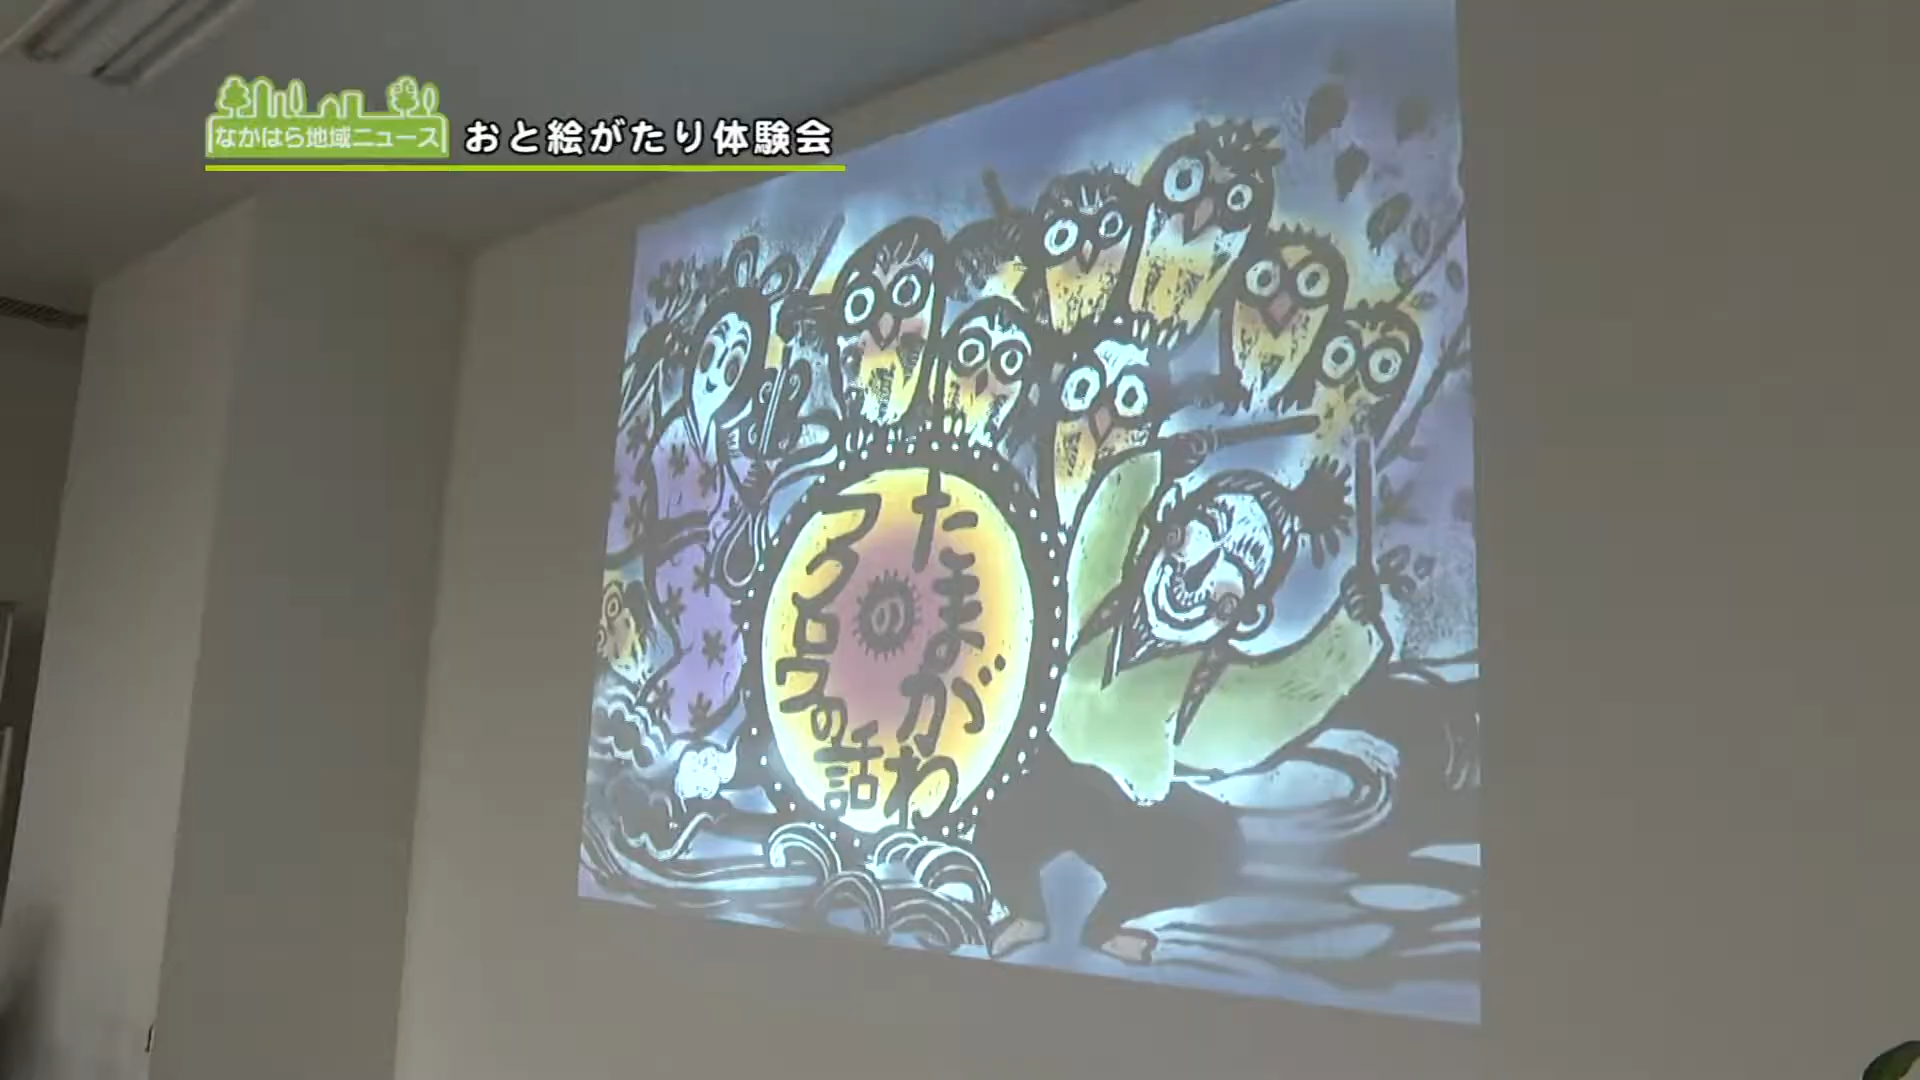 なかはら地域ニュース
おと絵がたり体験会
たまがわ
の
フクロウの話